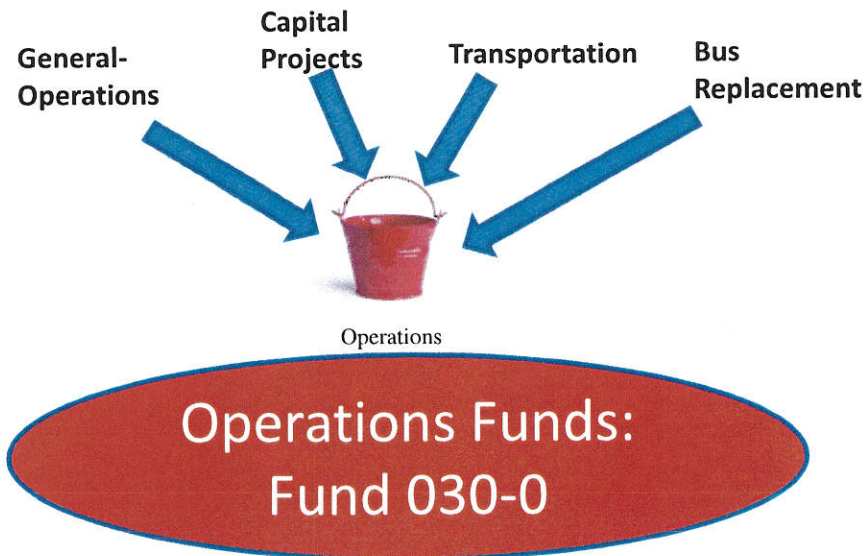 General-
Operations
Capital
Projects
Transportation
Bus
Replacement
Operations
Operations Funds:
Fund 030-0